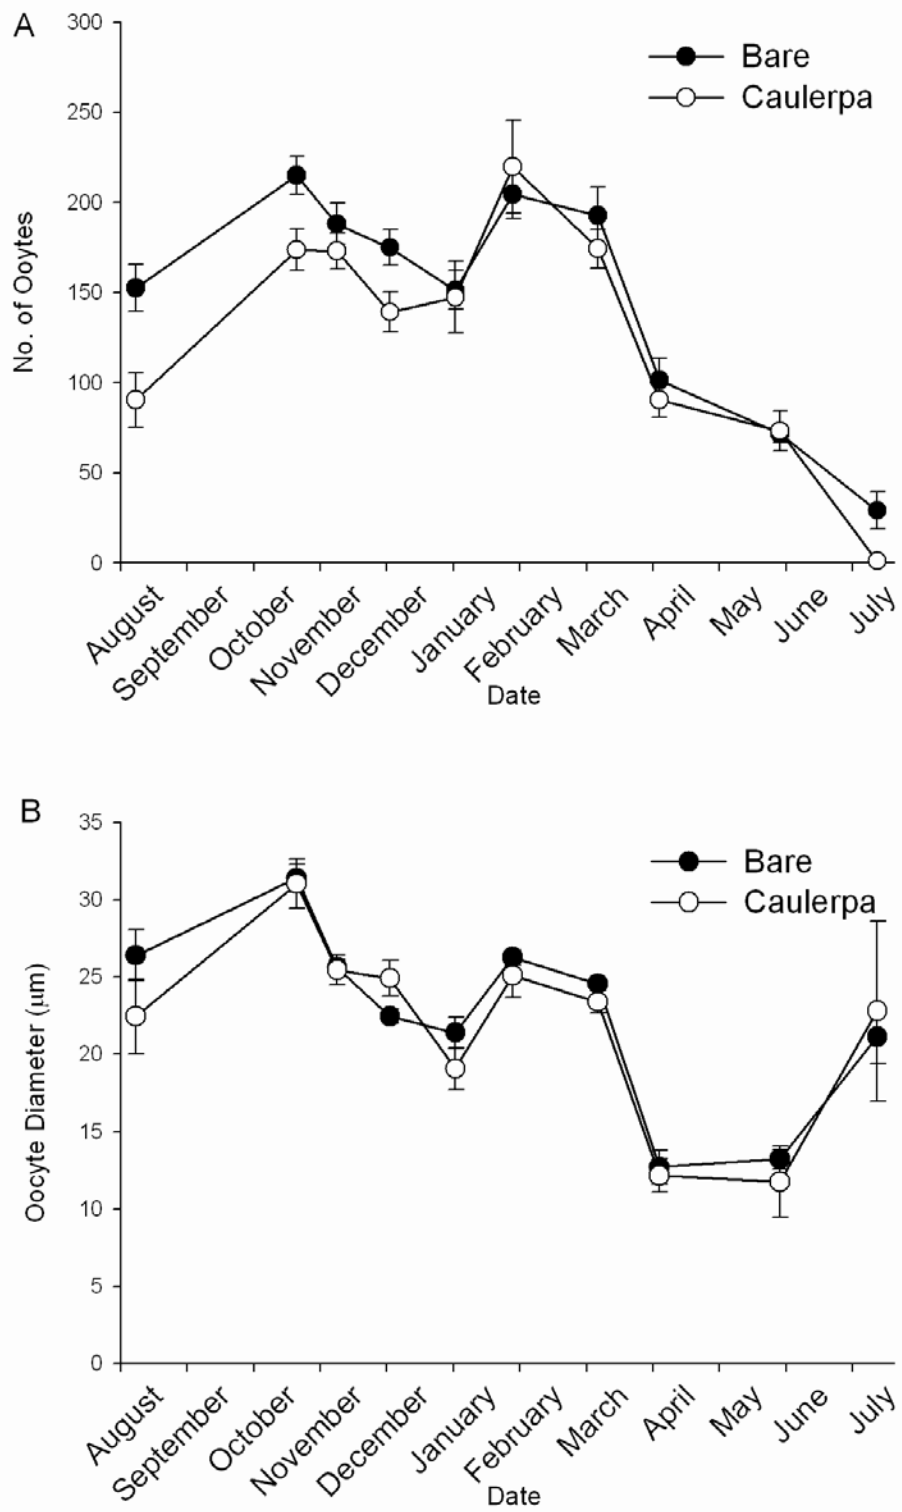 A
300
250
200
150
100
50
0
No. of Ooytes
Bare
Caulerpa
August
September
October
November
December
January
February
March
April
May
June
July
Date
B
35
30
25
20
15
10
5
0
Oocyte Diameter (μm)
Bare
Caulerpa
August
September
October
November
December
January
February
March
April
May
June
July
Date